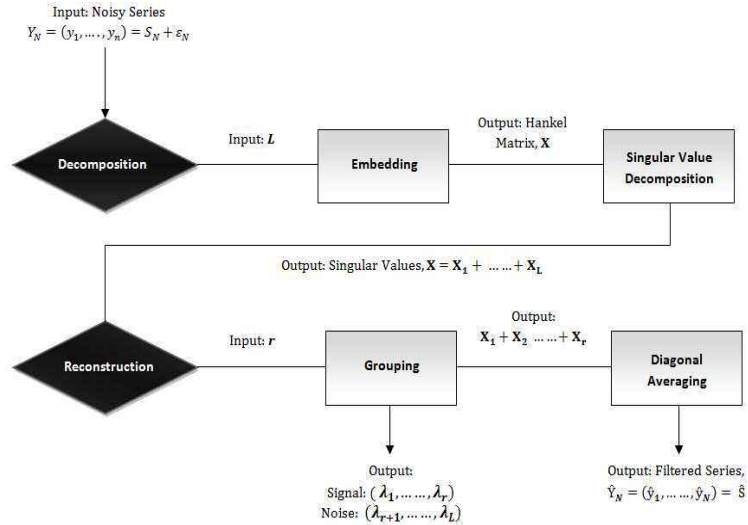 Input: Noisy Series
Y_N = (y_1,….,y_n) = S_N + ε_N
Decomposition
Input: L
Embedding
Output: Hankel
Matrix, X
Singular Value
Decomposition
Output: Singular Values, X = X_1 + … … + X_L
Reconstruction
Input: r
Grouping
Output:
X_1 + X_2 … … + X_r
Diagonal
Averaging
Output:
Signal: (λ_1, … … , λ_r)
Noise: (λ_{r+1}, … … , λ_L)
Output: Filtered Series,
Ŷ_N = (ŷ_1, … … , ŷ_N) = Ŝ